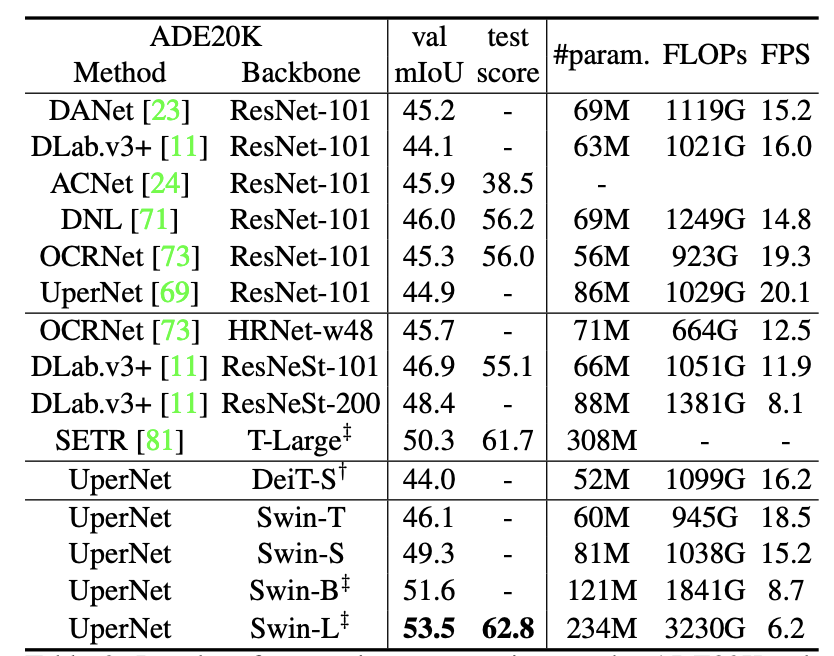 ADE20K val test #param. FLOPs FPS
Method Backbone mIoU score
DANet [23] ResNet-101 45.2 - 69M 1119G 15.2
DLab.v3+ [11] ResNet-101 44.1 - 63M 1021G 16.0
ACNet [24] ResNet-101 45.9 38.5 -
DNL [71] ResNet-101 46.0 56.2 69M 1249G 14.8
OCRNet [73] ResNet-101 45.3 56.0 56M 923G 19.3
UperNet [69] ResNet-101 44.9 - 86M 1029G 20.1
OCRNet [73] HRNet-w48 45.7 - 71M 664G 12.5
DLab.v3+ [11] ResNeSt-101 46.9 55.1 66M 1051G 11.9
DLab.v3+ [11] ResNeSt-200 48.4 - 88M 1381G 8.1
SETR [81] T-Large‡ 50.3 61.7 308M - -
UperNet DeiT-S† 44.0 - 52M 1099G 16.2
UperNet Swin-T 46.1 - 60M 945G 18.5
UperNet Swin-S 49.3 - 81M 1038G 15.2
UperNet Swin-B‡ 51.6 - 121M 1841G 8.7
UperNet Swin-L‡ 53.5 62.8 234M 3230G 6.2